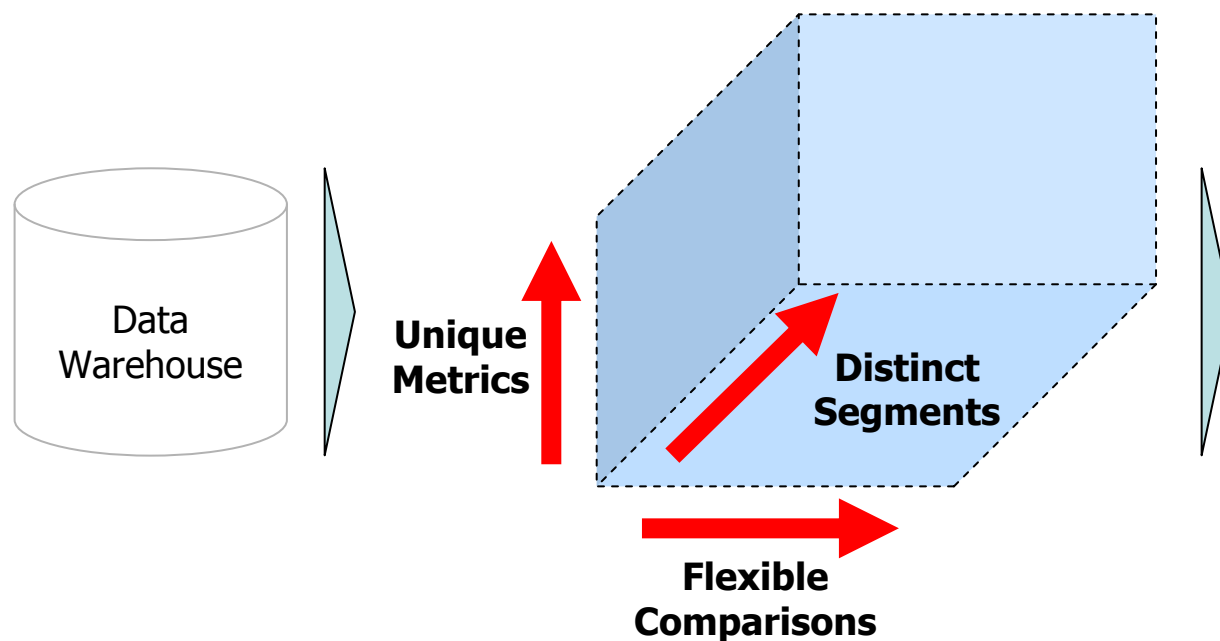 Data
Warehouse
Unique
Metrics
Distinct
Segments
Flexible
Comparisons